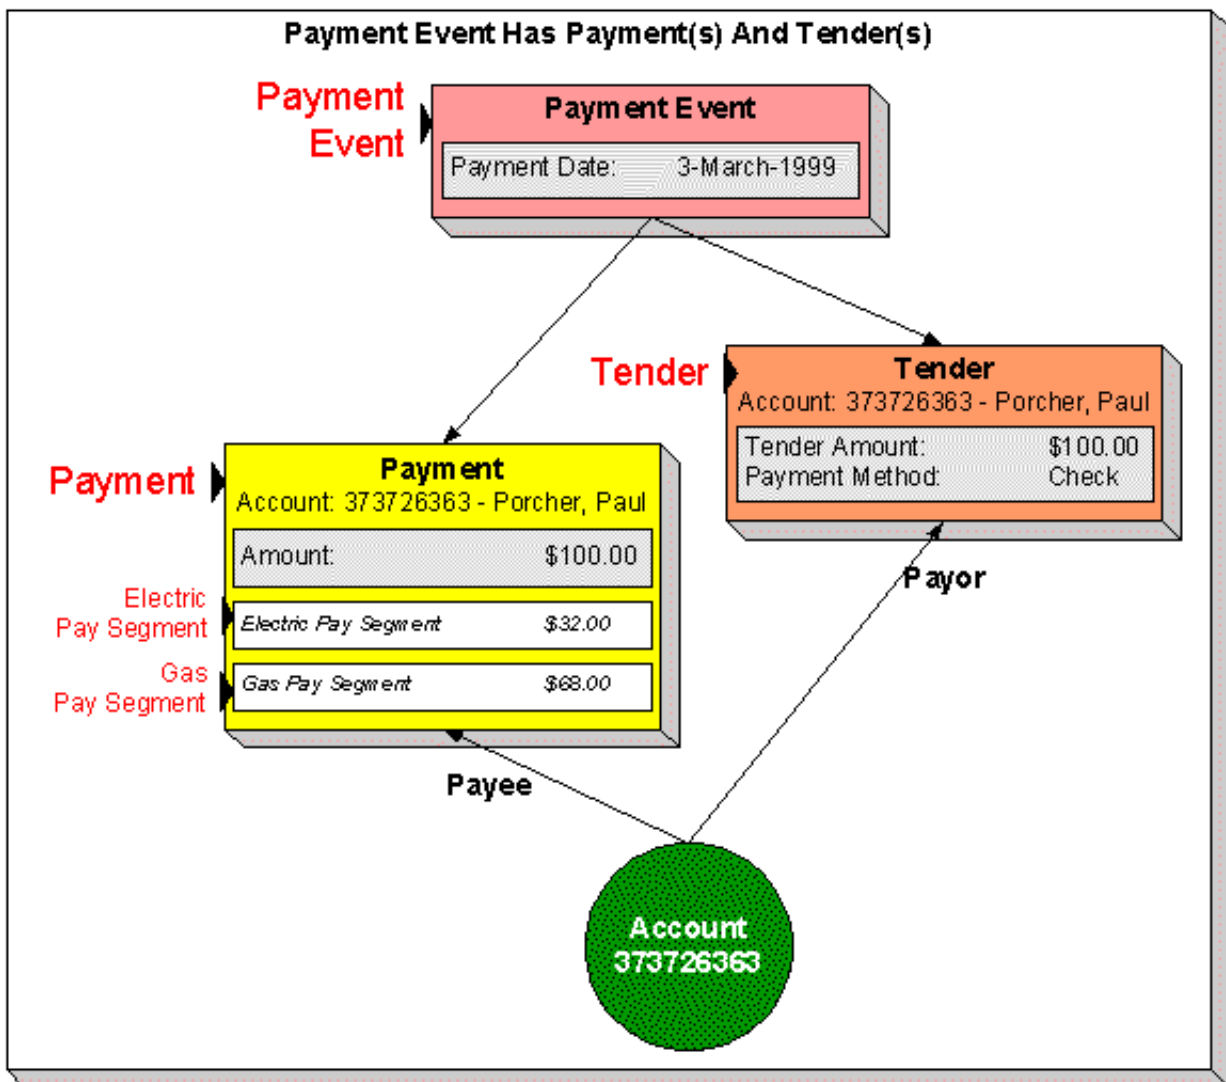 Payment Event Has Payment(s) And Tender(s)
Payment
Event
Payment Event
Payment Date: 3-March-1999
Tender
Tender
Account: 373726363 - Porcher, Paul
Tender Amount: $100.00
Payment Method: Check
Payment
Payment
Account: 373726363 - Porcher, Paul
Amount: $100.00
Electric
Pay Segment
Electric Pay Segment $32.00
Gas
Pay Segment
Gas Pay Segment $68.00
Payor
Payee
Account
373726363